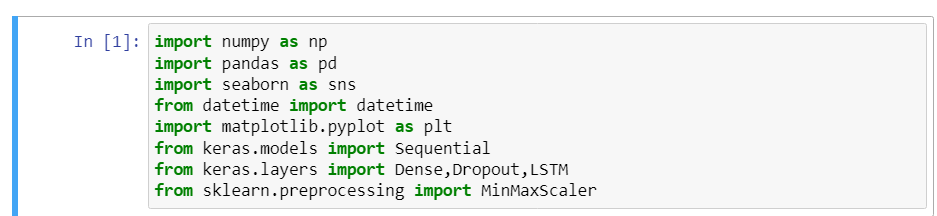 In [1]: import numpy as np
import pandas as pd
import seaborn as sns
from datetime import datetime
import matplotlib.pyplot as plt
from keras.models import Sequential
from keras.layers import Dense,Dropout,LSTM
from sklearn.preprocessing import MinMaxScaler